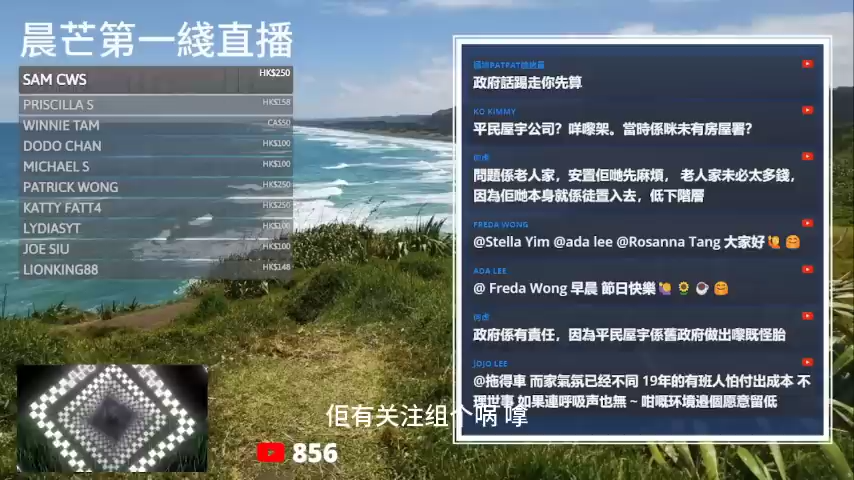 晨芒第一綫直播
SAM CWS HK$250
PRISCILLA S HK$158
WINNIE TAM CA$50
DODO CHAN HK$100
MICHAEL S HK$100
PATRICK WONG HK$250
KATTY FATT4 HK$250
LYDIASYT HK$100
JOE SIU HK$100
LIONKING88 HK$148
政府話踢走你先算
KO KIMMY
平民屋宇公司？咩嚟架。當時係咪未有房屋署？
問題係老人家，安置佢哋先麻煩， 老人家未必太多錢，
因為佢哋本身就係徒置入去，低下階層
FREDA WONG
@Stella Yim @ada lee @Rosanna Tang 大家好🙋🤗
ADA LEE
@ Freda Wong 早晨 節日快樂🙋🌻☕🤗
政府係有責任，因為平民屋宇係舊政府做出嚟既怪胎
JOJO LEE
@拖得車 而家氣氛已经不同 19年的有班人怕付出成本 不
理世事 如果連呼吸声也無 ~ 咁嘅环境邉個愿意留低
佢有关注组个㖞 嗱
856